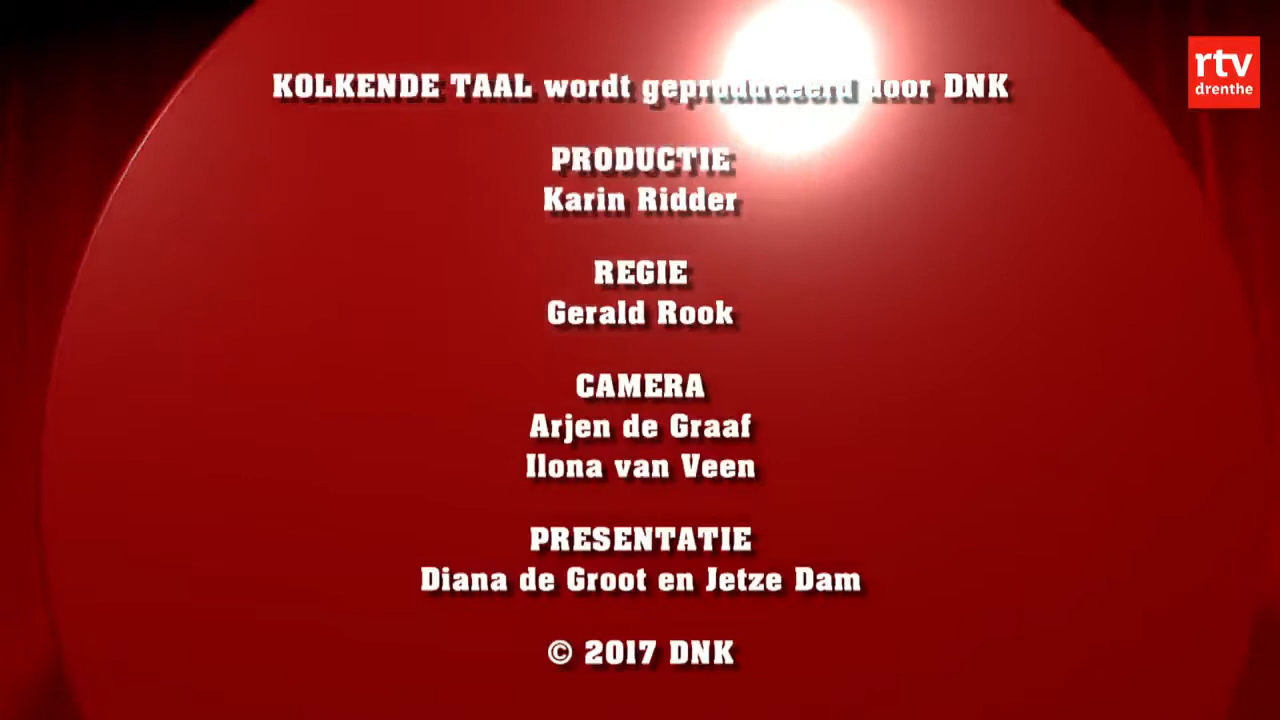 KOLKENDE TAAL wordt geproduceerd door DNK
rtv
drenthe
PRODUCTIE
Karin Ridder
REGIE
Gerald Rook
CAMERA
Arjen de Graaf
Ilona van Veen
PRESENTATIE
Diana de Groot en Jetze Dam
© 2017 DNK